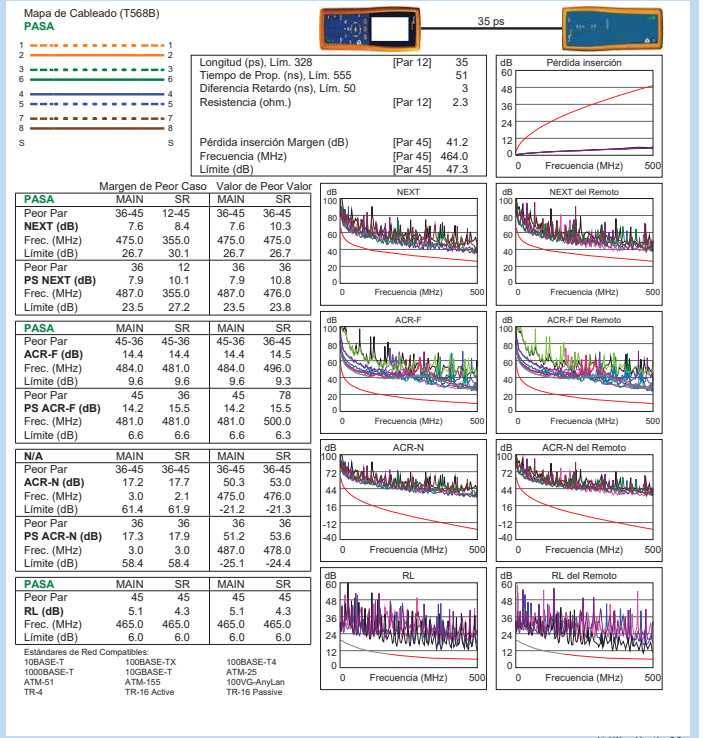 Mapa de Cableado (T568B)
PASA
1 1
2 2
3 3
6 6
4 4
5 5
7 7
8 8
S S
35 ps
Longitud (ps), Lím. 328 [Par 12] 35
Tiempo de Prop. (ns), Lím. 555 51
Diferencia Retardo (ns), Lím. 50 3
Resistencia (ohm.) [Par 12] 2.3
Pérdida inserción Margen (dB) [Par 45] 41.2
Frecuencia (MHz) [Par 45] 464.0
Límite (dB) [Par 45] 47.3
dB Pérdida inserción
60
48
36
24
12
0
0 Frecuencia (MHz) 500
Margen de Peor Caso Valor de Peor Valor
PASA MAIN SR MAIN SR
Peor Par 36-45 12-45 36-45 36-45
NEXT (dB) 7.6 8.4 7.6 10.3
Frec. (MHz) 475.0 355.0 475.0 475.0
Límite (dB) 26.7 30.1 26.7 26.7
Peor Par 36 12 36 36
PS NEXT (dB) 7.9 10.1 7.9 10.8
Frec. (MHz) 487.0 355.0 487.0 476.0
Límite (dB) 23.5 27.2 23.5 23.8
dB NEXT
100
80
60
40
20
0
0 Frecuencia (MHz) 500
dB NEXT del Remoto
100
80
60
40
20
0
0 Frecuencia (MHz) 500
PASA MAIN SR MAIN SR
Peor Par 45-36 45-36 45-36 36-45
ACR-F (dB) 14.4 14.4 14.4 14.5
Frec. (MHz) 484.0 481.0 484.0 496.0
Límite (dB) 9.6 9.6 9.6 9.3
Peor Par 45 36 45 78
PS ACR-F (dB) 14.2 15.5 14.2 15.5
Frec. (MHz) 481.0 481.0 481.0 500.0
Límite (dB) 6.6 6.6 6.6 6.3
dB ACR-F
100
80
60
40
20
0
0 Frecuencia (MHz) 500
dB ACR-F Del Remoto
100
80
60
40
20
0
0 Frecuencia (MHz) 500
N/A MAIN SR MAIN SR
Peor Par 36-45 36-45 36-45 36-45
ACR-N (dB) 17.2 17.7 50.3 53.0
Frec. (MHz) 3.0 2.1 475.0 476.0
Límite (dB) 61.4 61.9 -21.2 -21.3
Peor Par 36 36 36 36
PS ACR-N (dB) 17.3 17.9 51.2 53.6
Frec. (MHz) 3.0 3.0 487.0 478.0
Límite (dB) 58.4 58.4 -25.1 -24.4
dB ACR-N
100
72
44
16
-12
-40
0 Frecuencia (MHz) 500
dB ACR-N del Remoto
100
72
44
16
-12
-40
0 Frecuencia (MHz) 500
PASA MAIN SR MAIN SR
Peor Par 45 45 45 45
RL (dB) 5.1 4.3 5.1 4.3
Frec. (MHz) 465.0 465.0 465.0 465.0
Límite (dB) 6.0 6.0 6.0 6.0
dB RL
60
48
36
24
12
0
0 Frecuencia (MHz) 500
dB RL del Remoto
60
48
36
24
12
0
0 Frecuencia (MHz) 500
Estándares de Red Compatibles:
10BASE-T 100BASE-TX 100BASE-T4
1000BASE-T 10GBASE-T ATM-25
ATM-51 ATM-155 100VG-AnyLan
TR-4 TR-16 Active TR-16 Passive